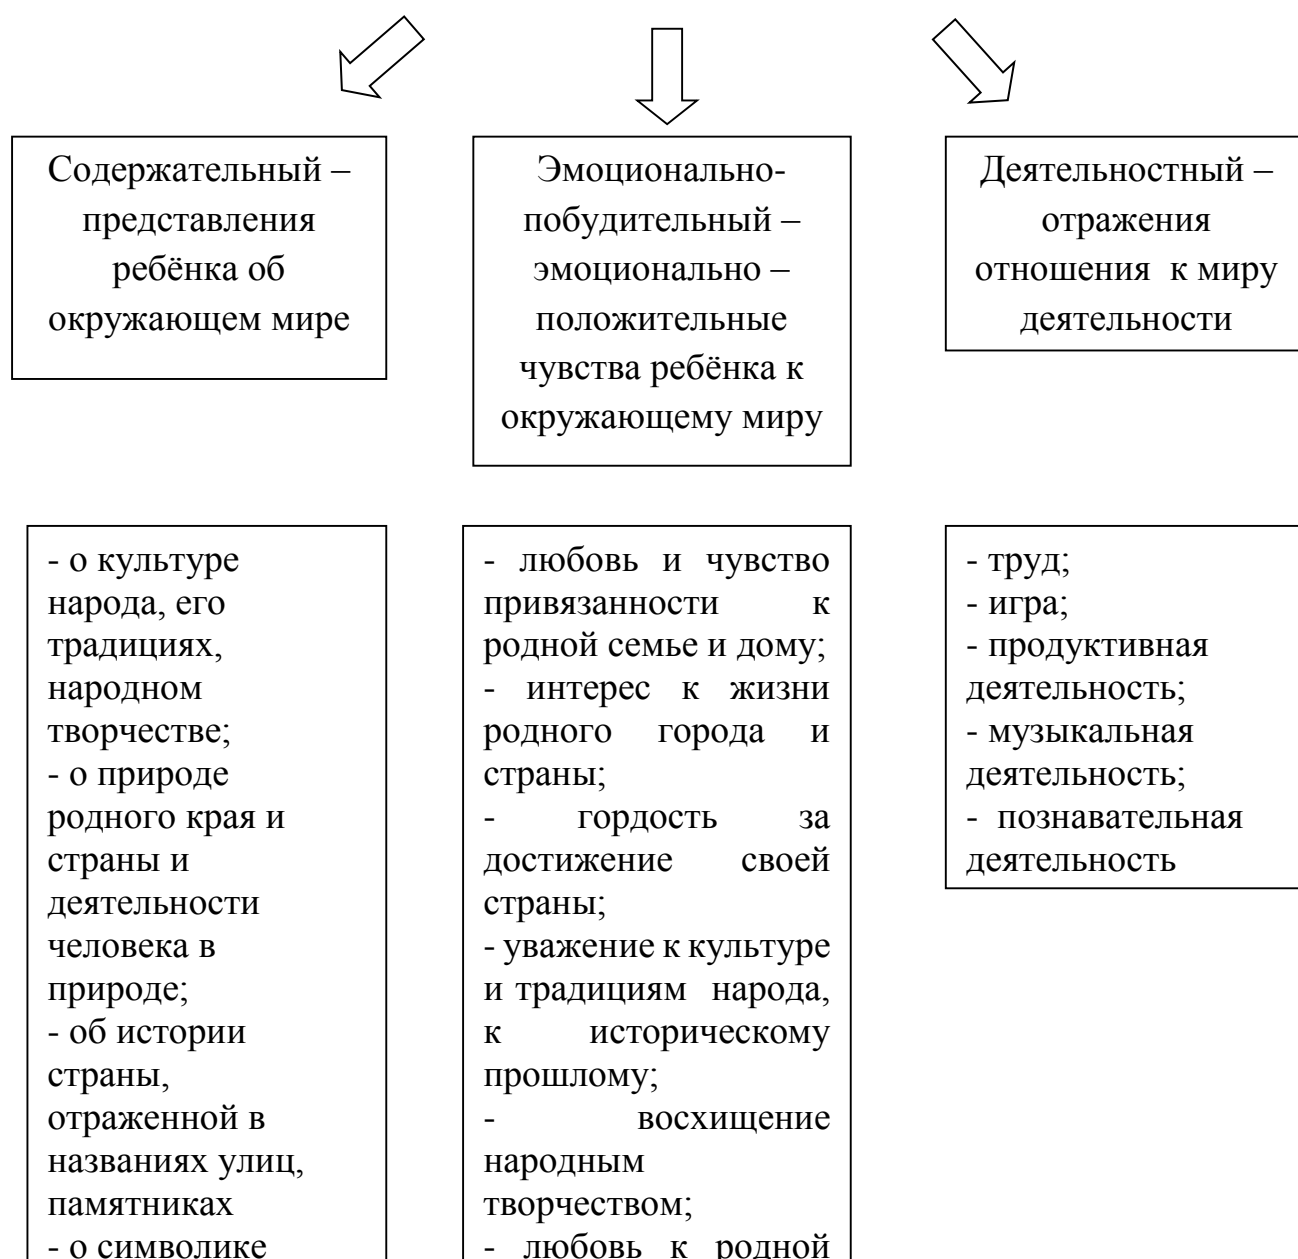 Содержательный –
представления
ребёнка об
окружающем мире
Эмоционально-
побудительный –
эмоционально –
положительные
чувства ребёнка к
окружающему миру
Деятельностный –
отражения
отношения к миру
деятельности
- о культуре
народа, его
традициях,
народном
творчестве;
- о природе
родного края и
страны и
деятельности
человека в
природе;
- об истории
страны,
отраженной в
названиях улиц,
памятниках
- о символике
- любовь и чувство
привязанности к
родной семье и дому;
- интерес к жизни
родного города и
страны;
- гордость за
достижение своей
страны;
- уважение к культуре
и традициям народа,
к историческому
прошлому;
- восхищение
народным
творчеством;
- любовь к родной
- труд;
- игра;
- продуктивная
деятельность;
- музыкальная
деятельность;
- познавательная
деятельность